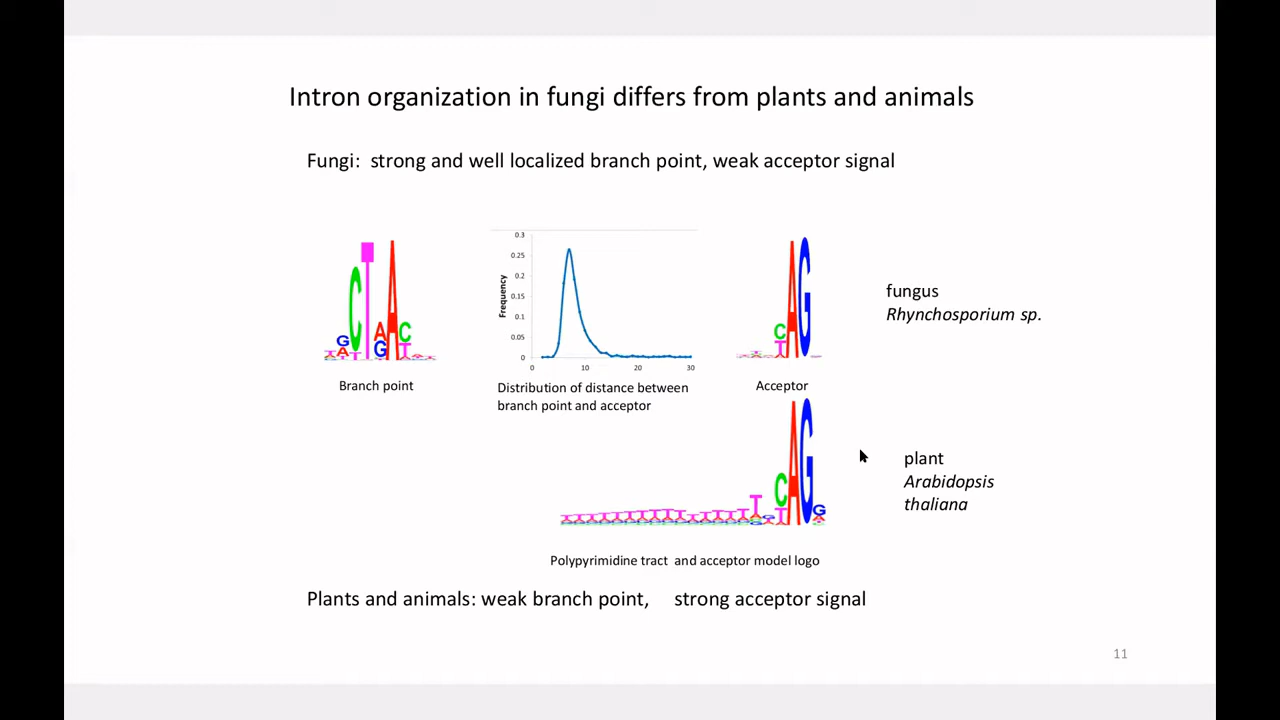 Intron organization in fungi differs from plants and animals
Fungi: strong and well localized branch point, weak acceptor signal
0.3
0.25
0.2
0.15
0.1
0.05
0
Frequency
0 10 20 30
Branch point
Distribution of distance between
branch point and acceptor
Acceptor
fungus
Rhynchosporium sp.
plant
Arabidopsis
thaliana
Polypyrimidine tract and acceptor model logo
Plants and animals: weak branch point, strong acceptor signal
11